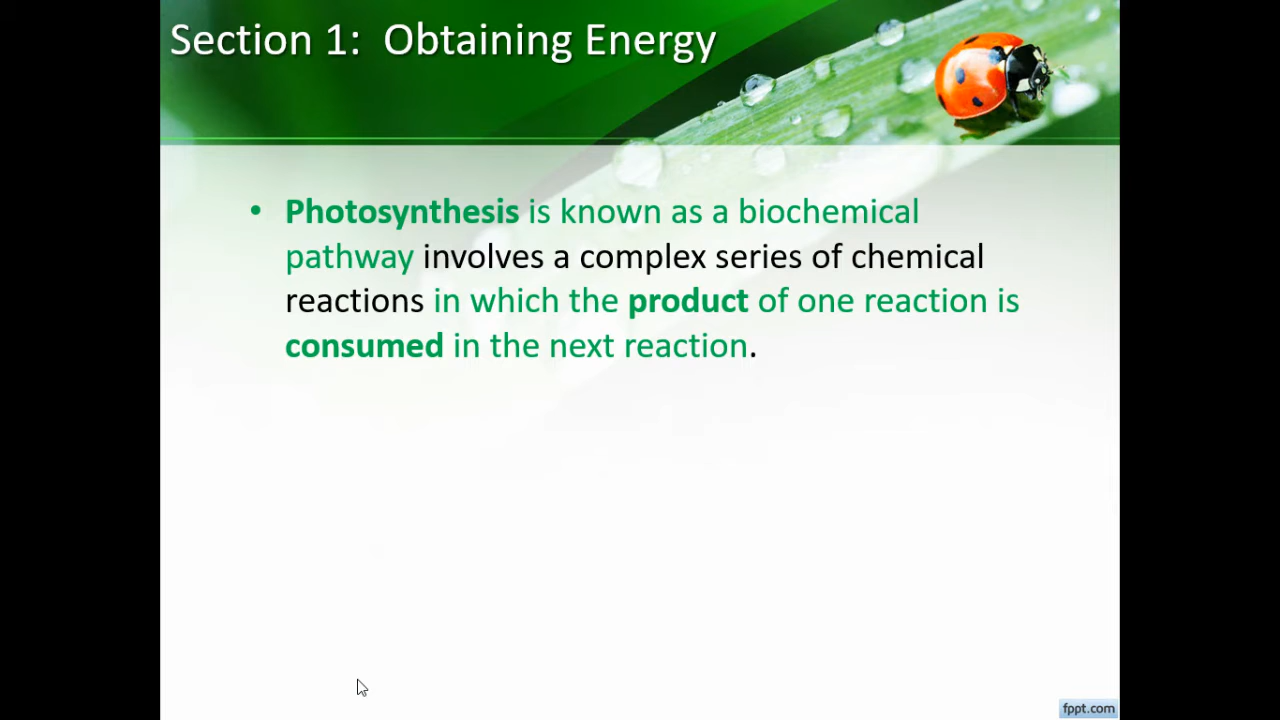 Section 1: Obtaining Energy
• Photosynthesis is known as a biochemical
pathway involves a complex series of chemical
reactions in which the product of one reaction is
consumed in the next reaction.
fppt.com